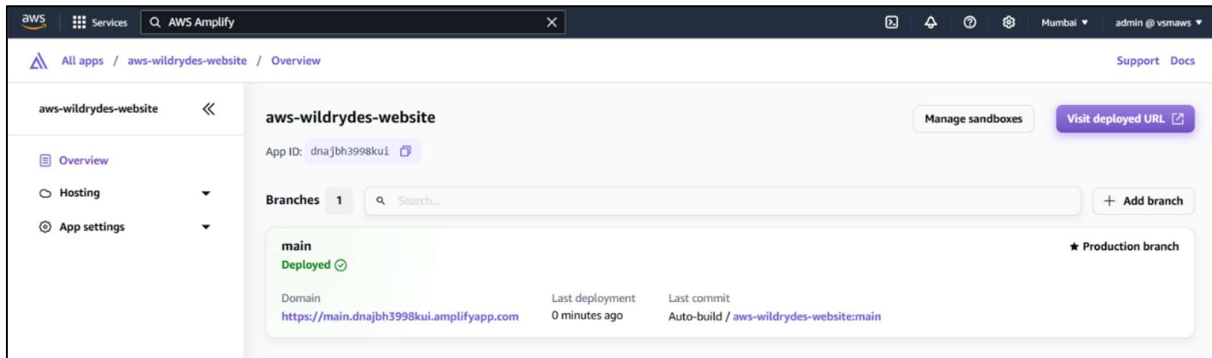 aws Services AWS Amplify Mumbai admin @ vsmaws
All apps / aws-wildrydes-website / Overview Support Docs
aws-wildrydes-website
Overview
Hosting
App settings
aws-wildrydes-website Manage sandboxes Visit deployed URL
App ID: dnajbh3998kui
Branches 1 Search... + Add branch
main ★ Production branch
Deployed
Domain Last deployment Last commit
https://main.dnajbh3998kui.amplifyapp.com 0 minutes ago Auto-build / aws-wildrydes-website:main